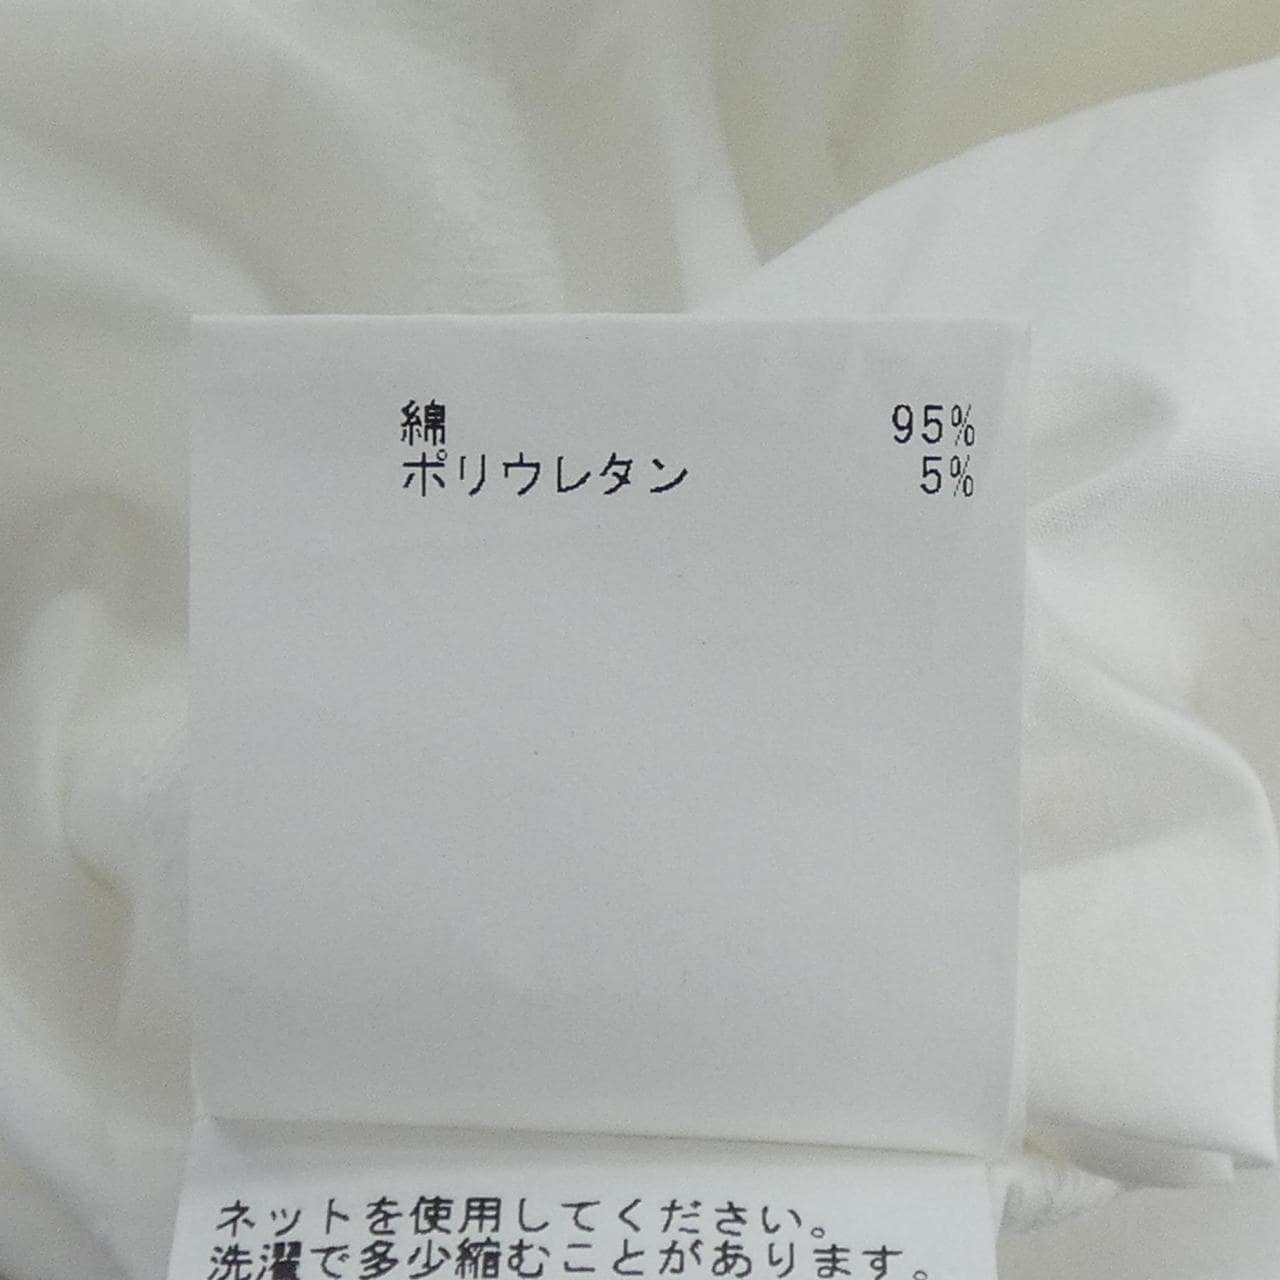 綿 95%
ポリウレタン 5%
ネットを使用してください。
洗濯で多少縮むことがあります。